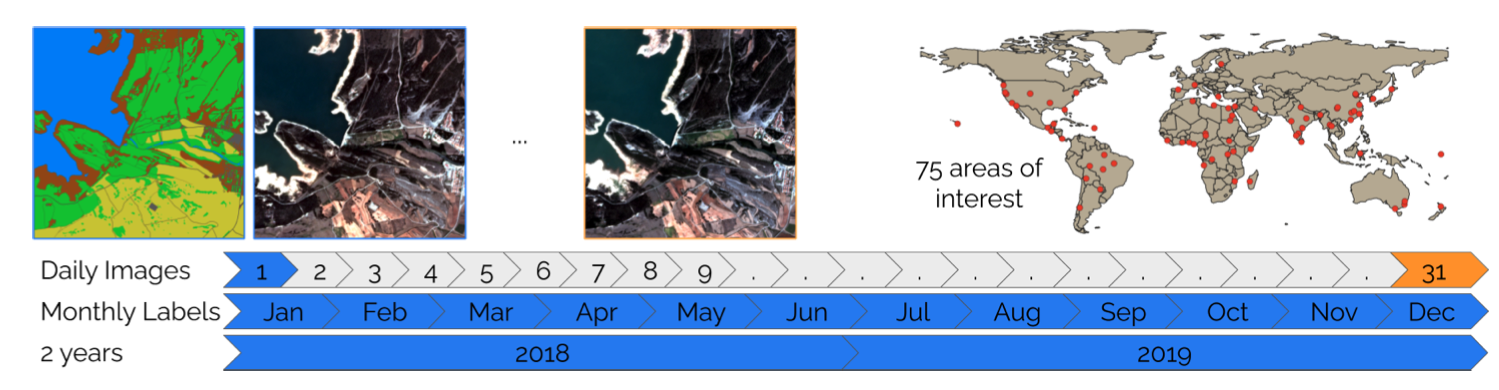 ...
75 areas of
interest
Daily Images 1 2 3 4 5 6 7 8 9 . . . . . . . . . . . . 31
Monthly Labels Jan Feb Mar Apr May Jun Jul Aug Sep Oct Nov Dec
2 years 2018 2019